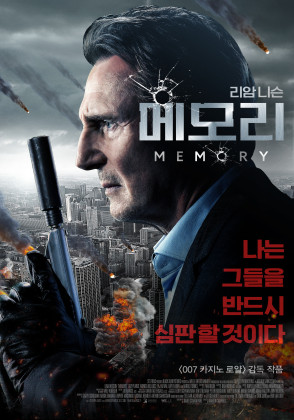 리암 니슨
메모리
MEMORY
나는
그들을
반드시
심판 할 것이다
<007 카지노 로얄> 감독 작품